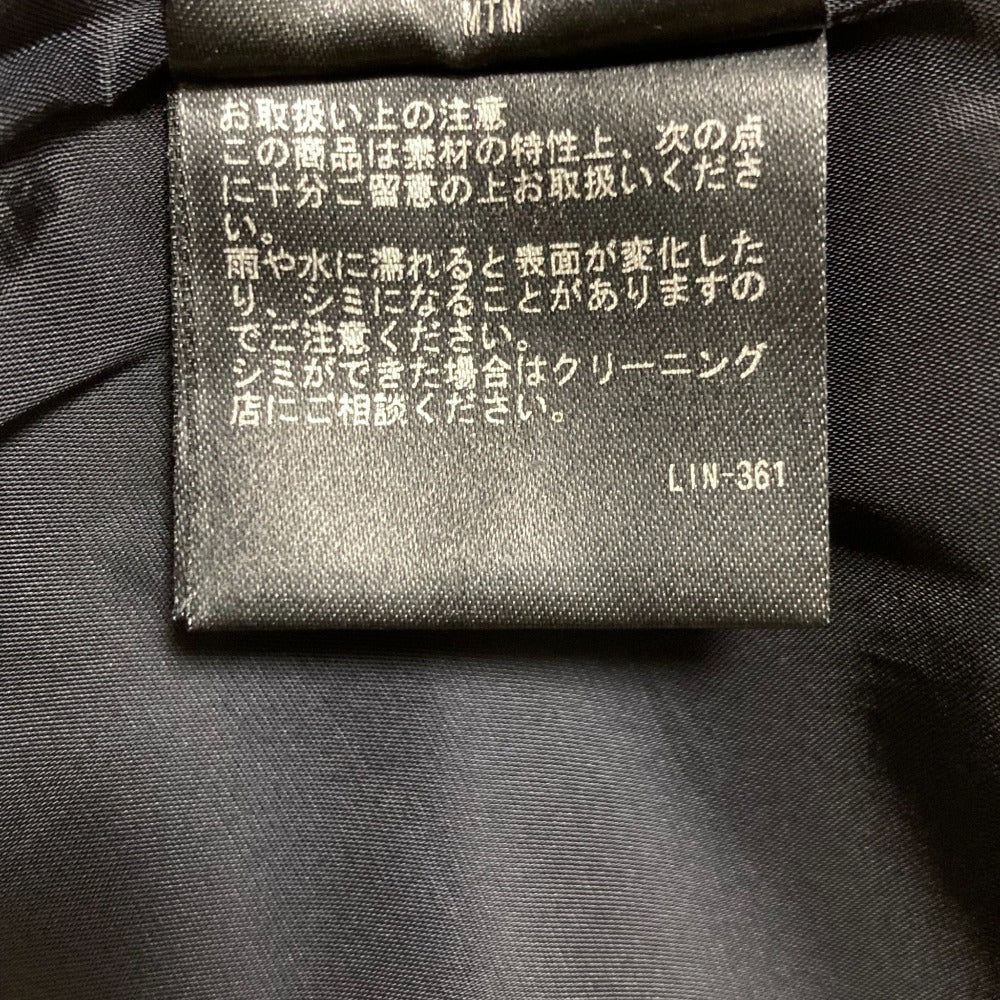 MTM
お取扱い上の注意
この商品は素材の特性上、次の点
に十分ご留意の上お取扱いくださ
い。
雨や水に濡れると表面が変化した
り、シミになることがありますの
でご注意ください。
シミができた場合はクリーニング
店にご相談ください。
LIN-361